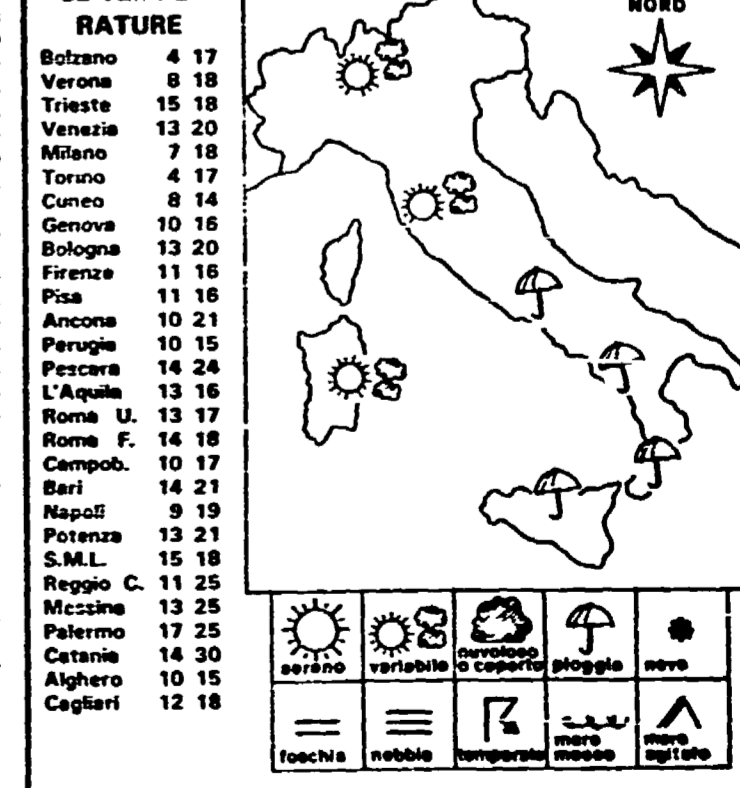 RATURE
Bolzano 4 17
Verona 8 18
Trieste 15 18
Venezia 13 20
Milano 7 18
Torino 4 17
Cuneo 8 14
Genova 10 16
Bologna 13 20
Firenze 11 16
Pisa 11 16
Ancona 10 21
Perugia 10 15
Pescara 14 24
L'Aquila 13 16
Roma U. 13 17
Roma F. 14 18
Campob. 10 17
Bari 14 21
Napoli 9 19
Potenza 13 21
S.M.L. 15 18
Reggio C. 11 25
Messina 13 25
Palermo 17 25
Catania 14 30
Alghero 10 15
Cagliari 12 18
NORD
sereno variabile nuvoloso o coperto pioggia neve
foschia nebbia temporale mare mosso mare agitato